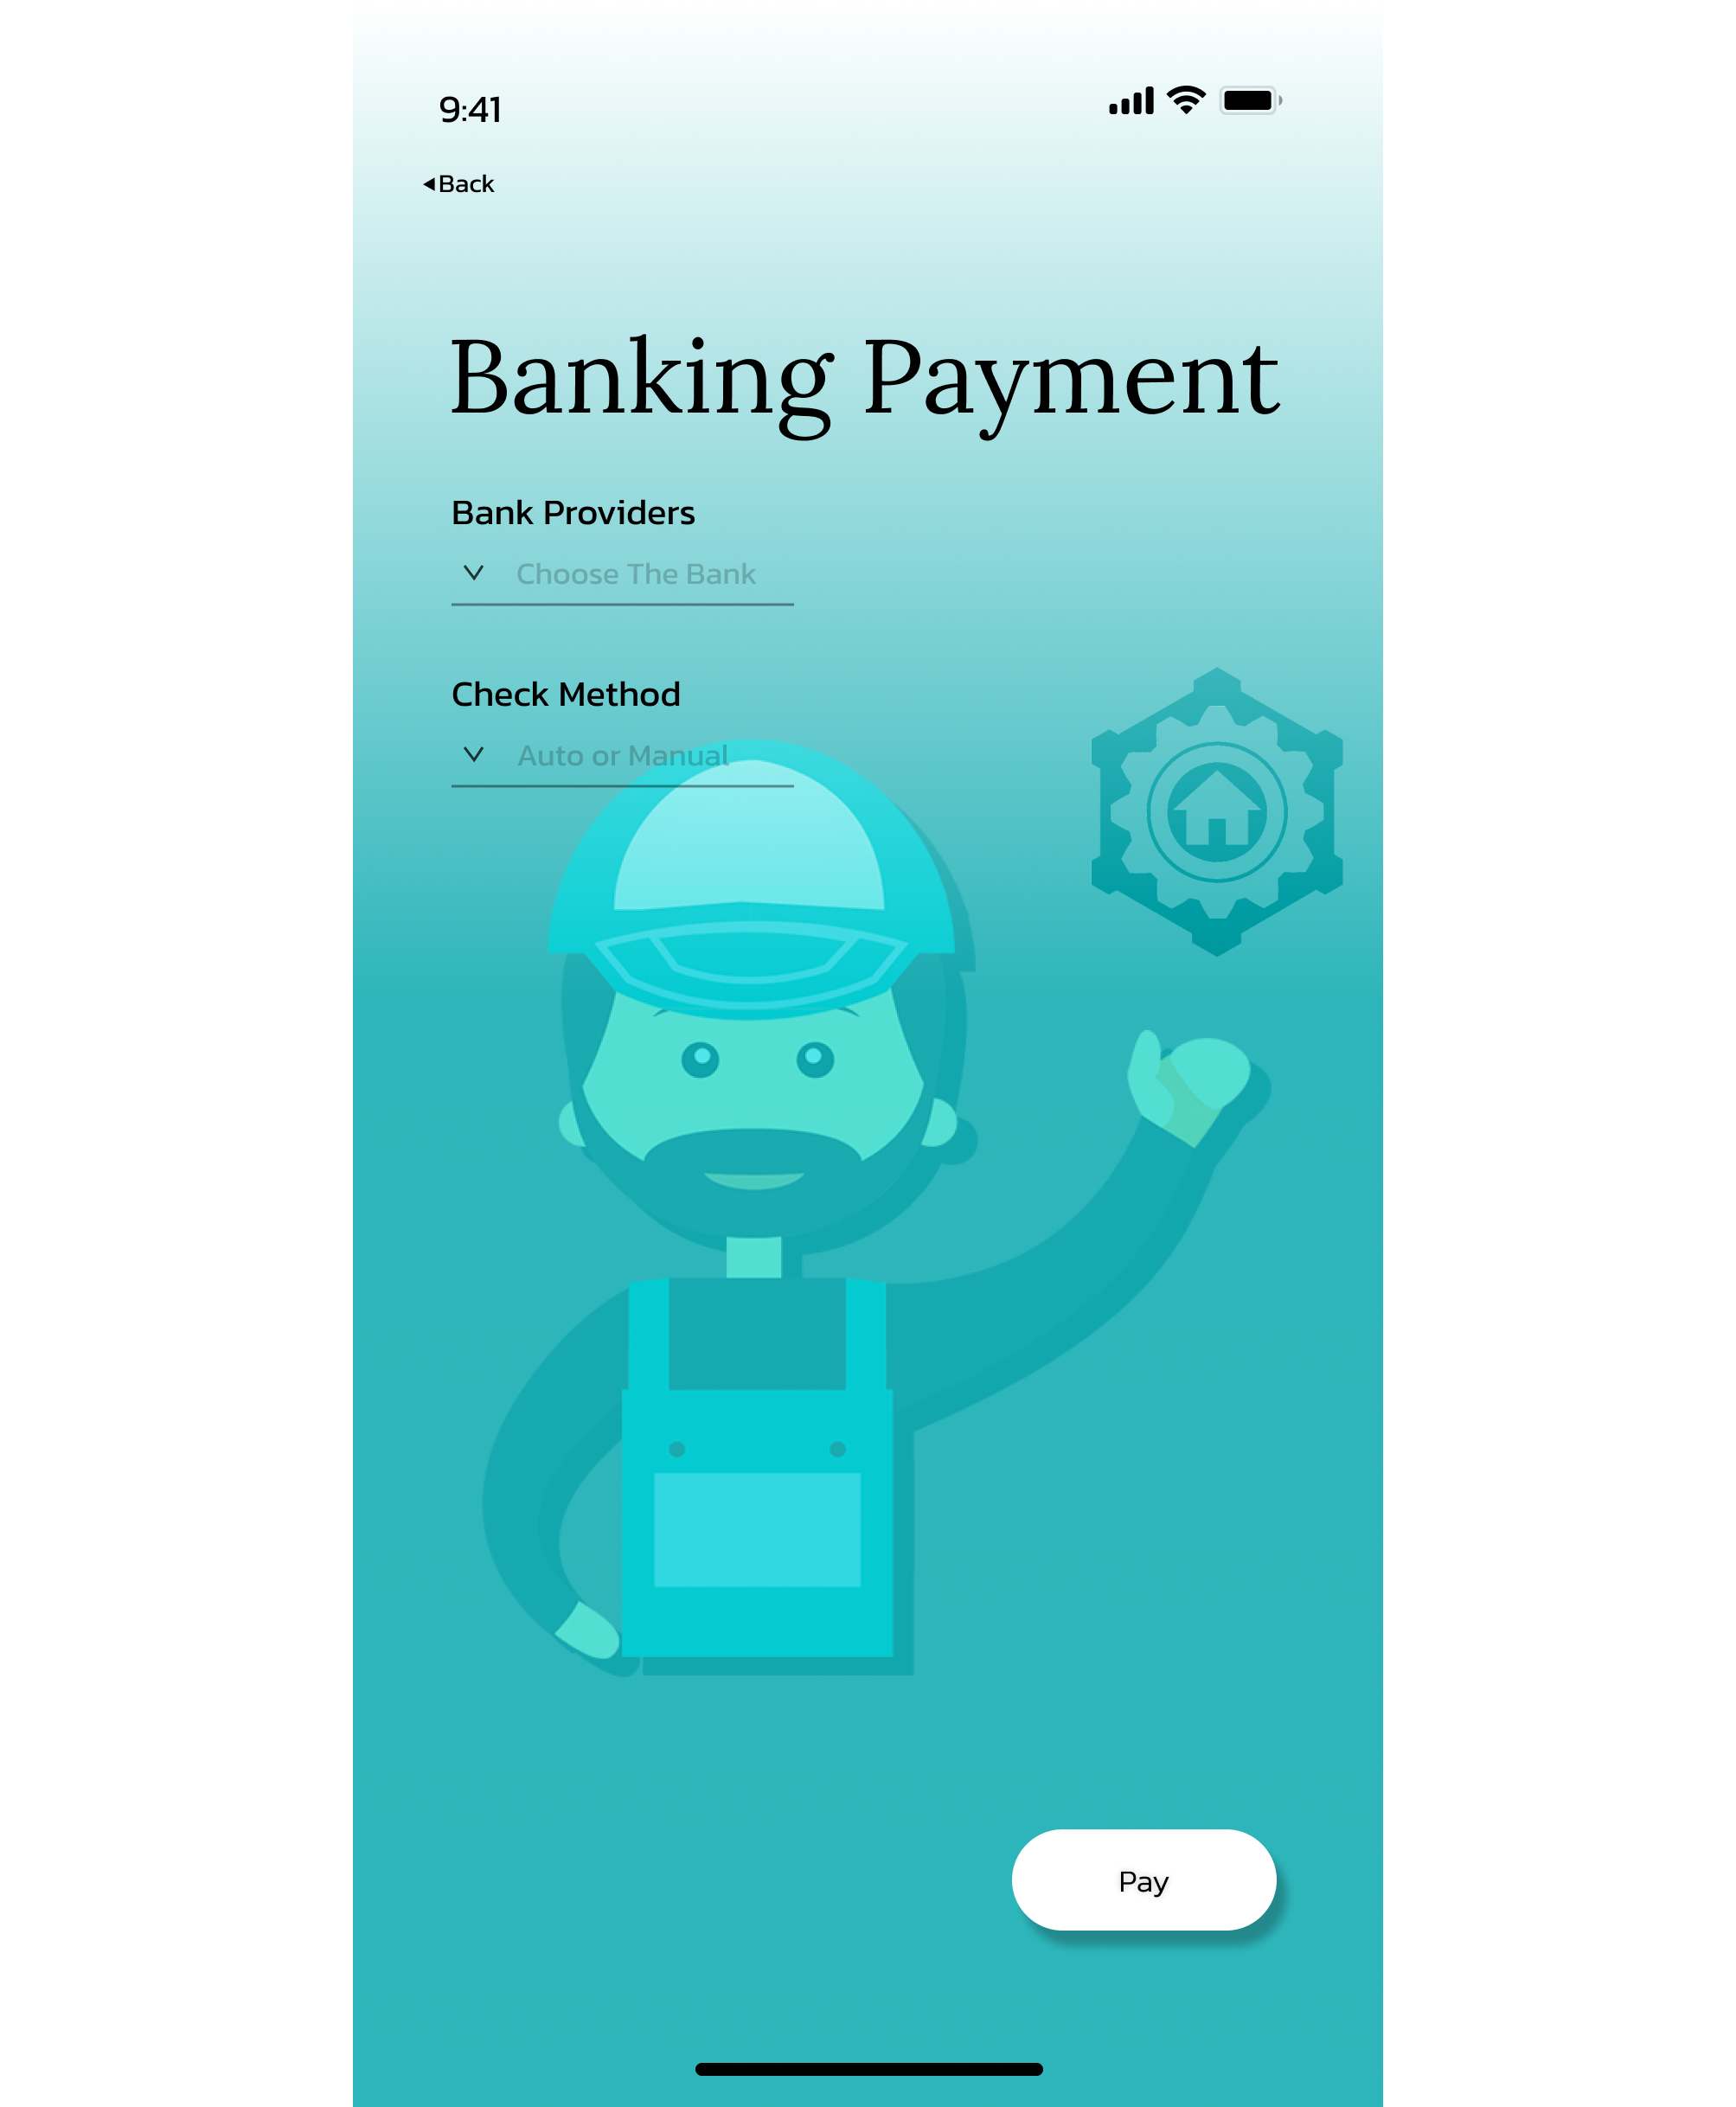 9:41
Back
Banking Payment
Bank Providers
Choose The Bank
Check Method
Auto or Manual
Pay